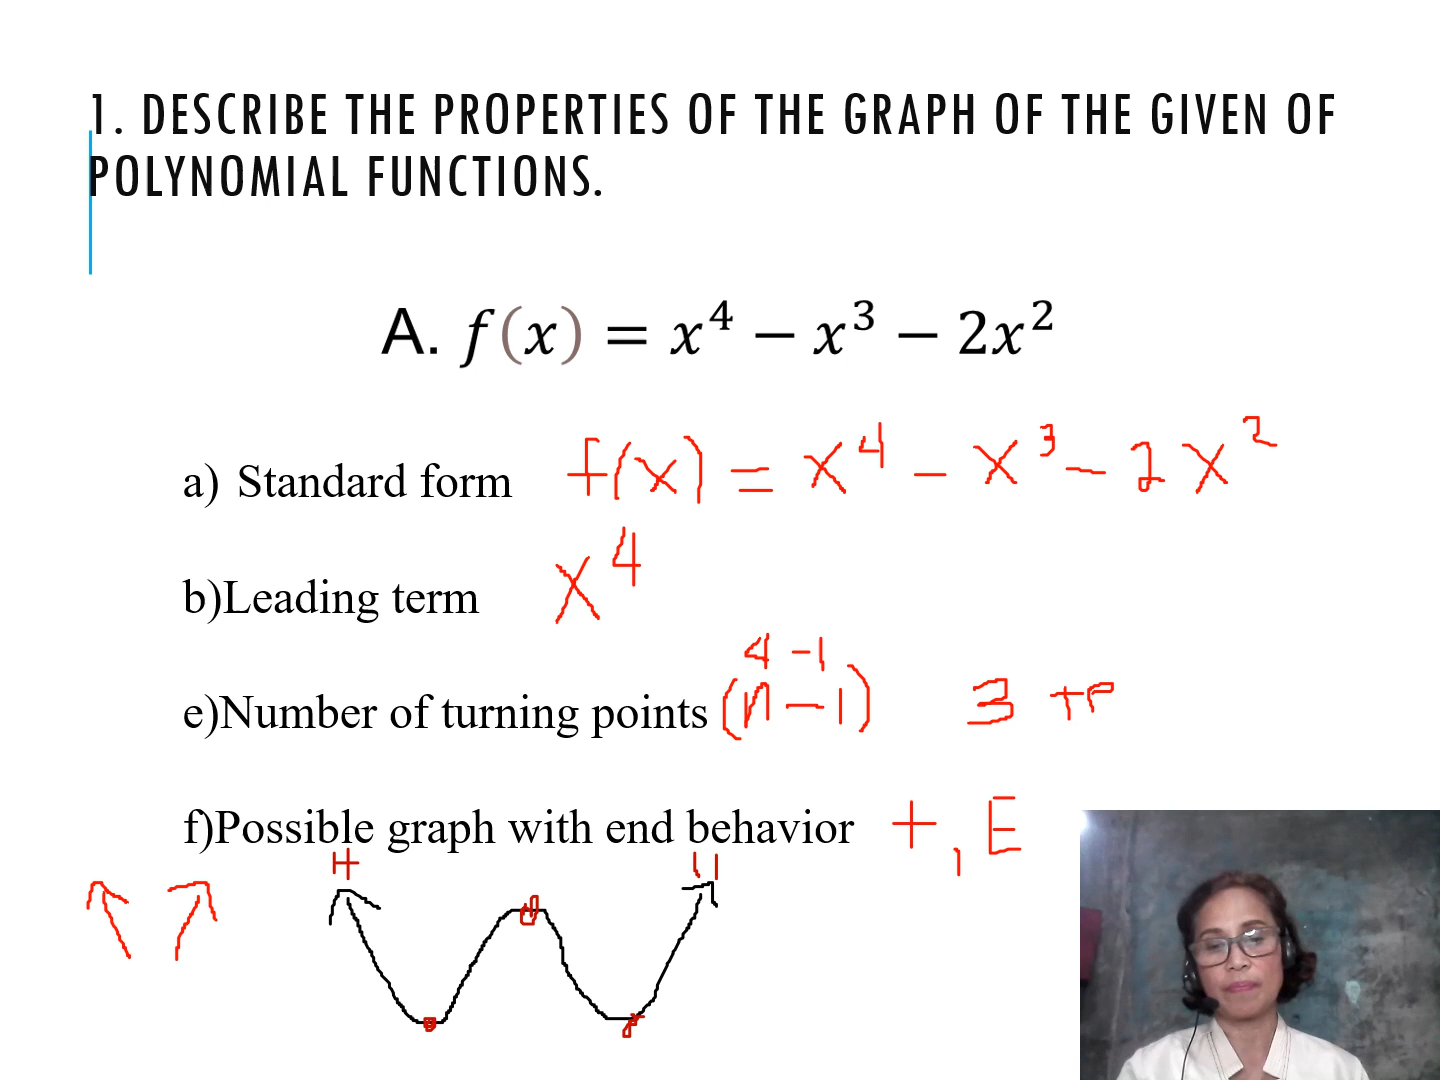 1. DESCRIBE THE PROPERTIES OF THE GRAPH OF THE GIVEN OF
POLYNOMIAL FUNCTIONS.
A. f(x) = x⁴ − x³ − 2x²
a) Standard form f(x) = x⁴ − x³ − 2x²
b)Leading term x⁴
4 − 1
e)Number of turning points (n − 1) 3 tP
f)Possible graph with end behavior +, E